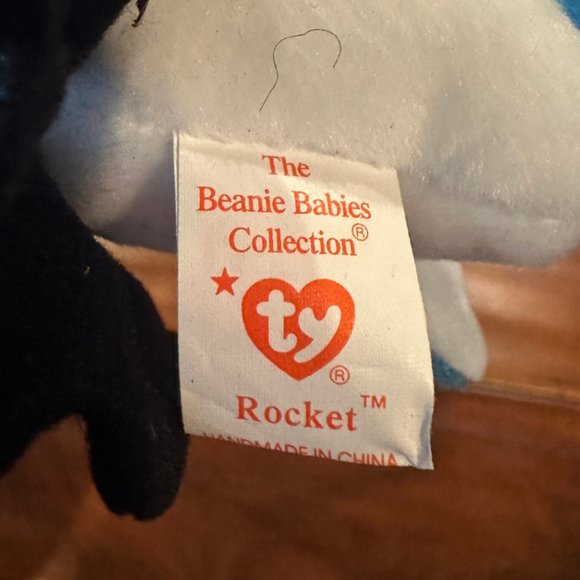 The
Beanie Babies
Collection®
ty®
Rocket™
HANDMADE IN CHINA